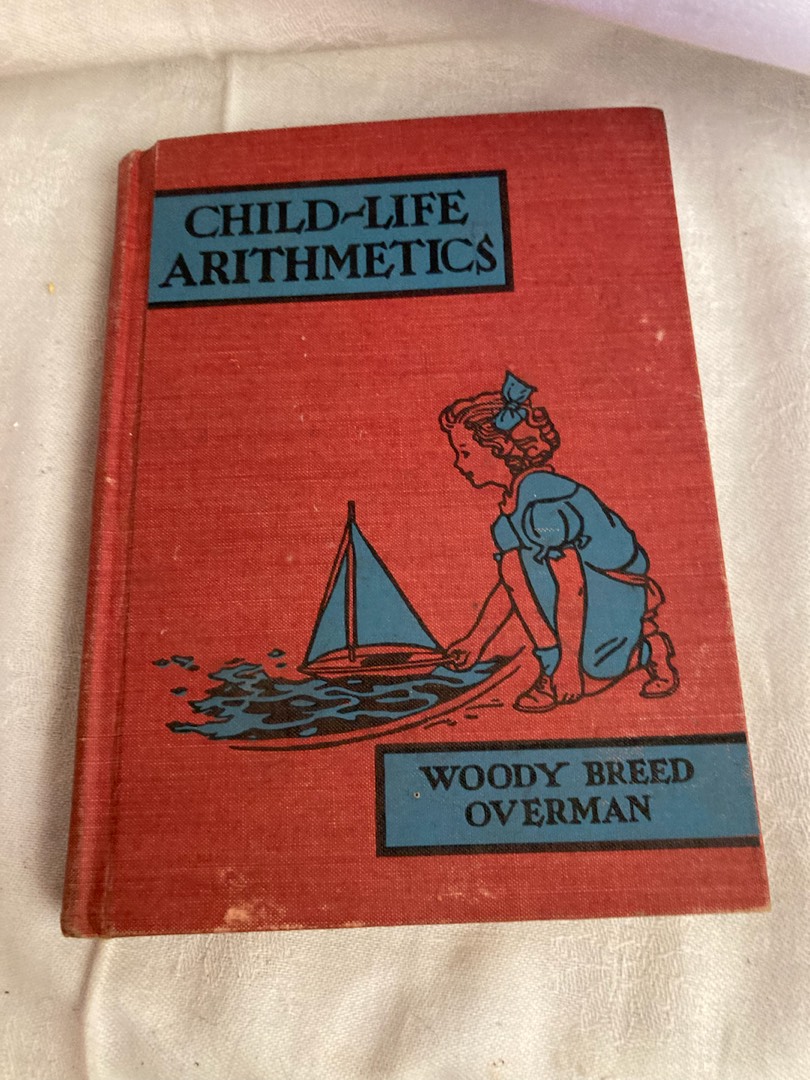 CHILD-LIFE
ARITHMETICS
WOODY BREED
OVERMAN